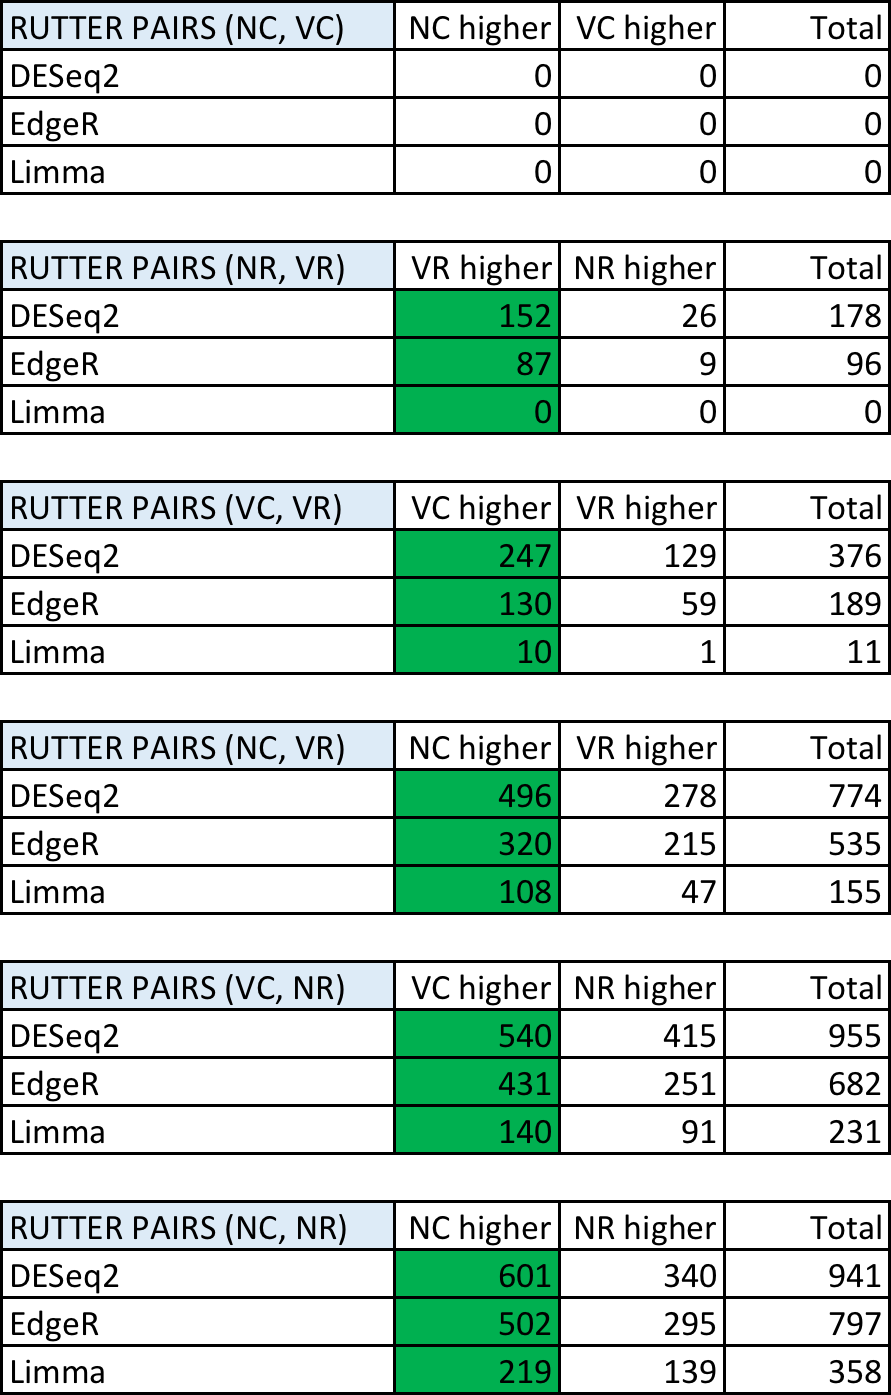 RUTTER PAIRS (NC, VC) NC higher VC higher Total
DESeq2 0 0 0
EdgeR 0 0 0
Limma 0 0 0
RUTTER PAIRS (NR, VR) VR higher NR higher Total
DESeq2 152 26 178
EdgeR 87 9 96
Limma 0 0 0
RUTTER PAIRS (VC, VR) VC higher VR higher Total
DESeq2 247 129 376
EdgeR 130 59 189
Limma 10 1 11
RUTTER PAIRS (NC, VR) NC higher VR higher Total
DESeq2 496 278 774
EdgeR 320 215 535
Limma 108 47 155
RUTTER PAIRS (VC, NR) VC higher NR higher Total
DESeq2 540 415 955
EdgeR 431 251 682
Limma 140 91 231
RUTTER PAIRS (NC, NR) NC higher NR higher Total
DESeq2 601 340 941
EdgeR 502 295 797
Limma 219 139 358